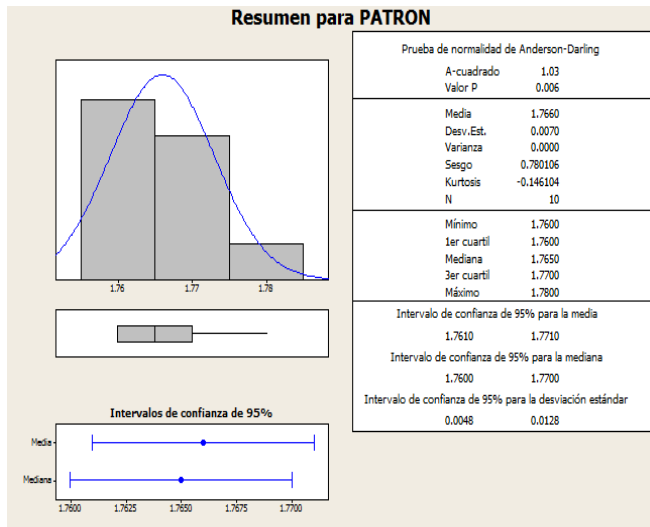 Resumen para PATRON
1.76 1.77 1.78
Intervalos de confianza de 95%
Media
Mediana
1.7600 1.7625 1.7650 1.7675 1.7700
Prueba de normalidad de Anderson-Darling
A-cuadrado 1.03
Valor P 0.006
Media 1.7660
Desv.Est. 0.0070
Varianza 0.0000
Sesgo 0.780106
Kurtosis -0.146104
N 10
Mínimo 1.7600
1er cuartil 1.7600
Mediana 1.7650
3er cuartil 1.7700
Máximo 1.7800
Intervalo de confianza de 95% para la media
1.7610 1.7710
Intervalo de confianza de 95% para la mediana
1.7600 1.7700
Intervalo de confianza de 95% para la desviación estándar
0.0048 0.0128